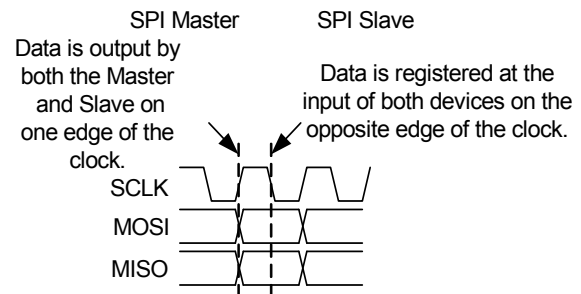 SPI Master SPI Slave
Data is output by
both the Master
and Slave on
one edge of the
clock.
Data is registered at the
input of both devices on the
opposite edge of the clock.
SCLK
MOSI
MISO